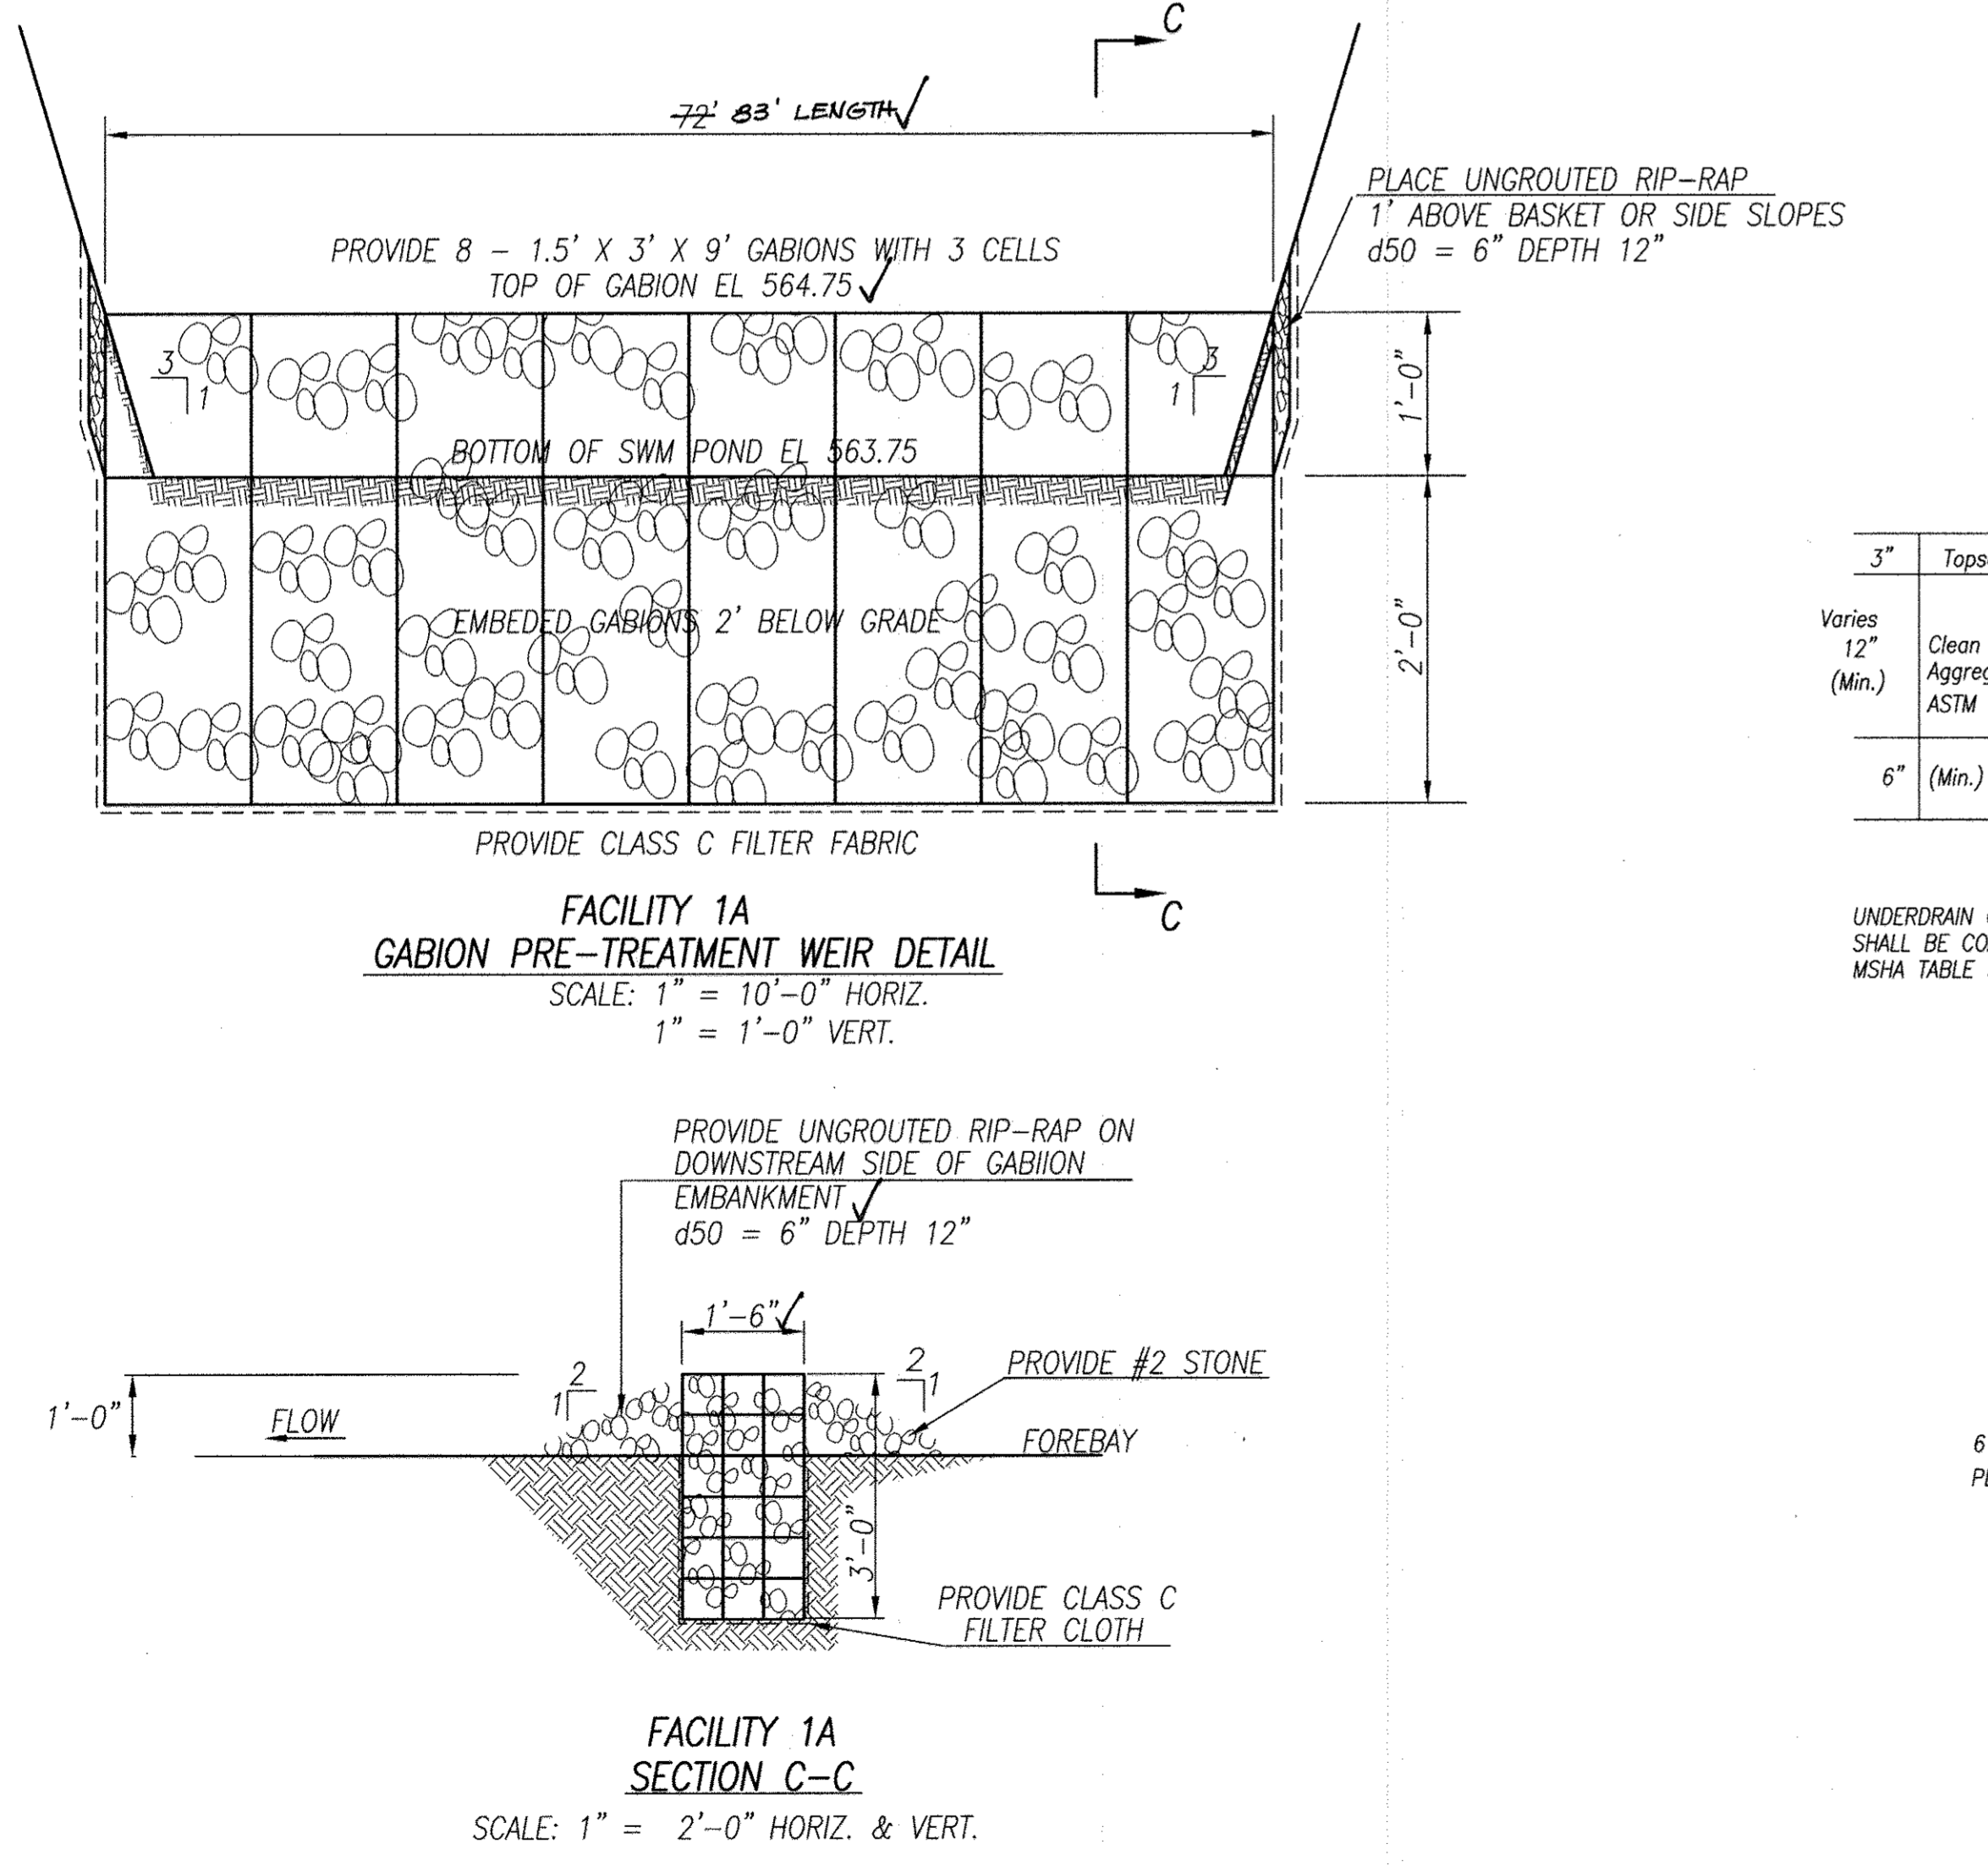 C
72' 83' LENGTH
PLACE UNGROUTED RIP-RAP
1' ABOVE BASKET OR SIDE SLOPES
d50 = 6" DEPTH 12"
PROVIDE 8 - 1.5' X 3' X 9' GABIONS WITH 3 CELLS
TOP OF GABION EL 564.75
3
1
3
1
1'-0"
BOTTOM OF SWM POND EL 563.75
EMBEDED GABIONS 2' BELOW GRADE
2'-0"
PROVIDE CLASS C FILTER FABRIC
C
FACILITY 1A
GABION PRE-TREATMENT WEIR DETAIL
SCALE: 1" = 10'-0" HORIZ.
1" = 1'-0" VERT.
3"
Varies
12"
(Min.)
Clean
ASTM
6" (Min.)
UNDERDRAIN
SHALL BE
MSHA TABLE
PROVIDE UNGROUTED RIP-RAP ON
DOWNSTREAM SIDE OF GABIION
EMBANKMENT
d50 = 6" DEPTH 12"
1'-6"
2
1
2
1
PROVIDE #2 STONE
1'-0"
FLOW
FOREBAY
3'-0"
PROVIDE CLASS C
FILTER CLOTH
6
FACILITY 1A
SECTION C-C
SCALE: 1" = 2'-0" HORIZ. & VERT.